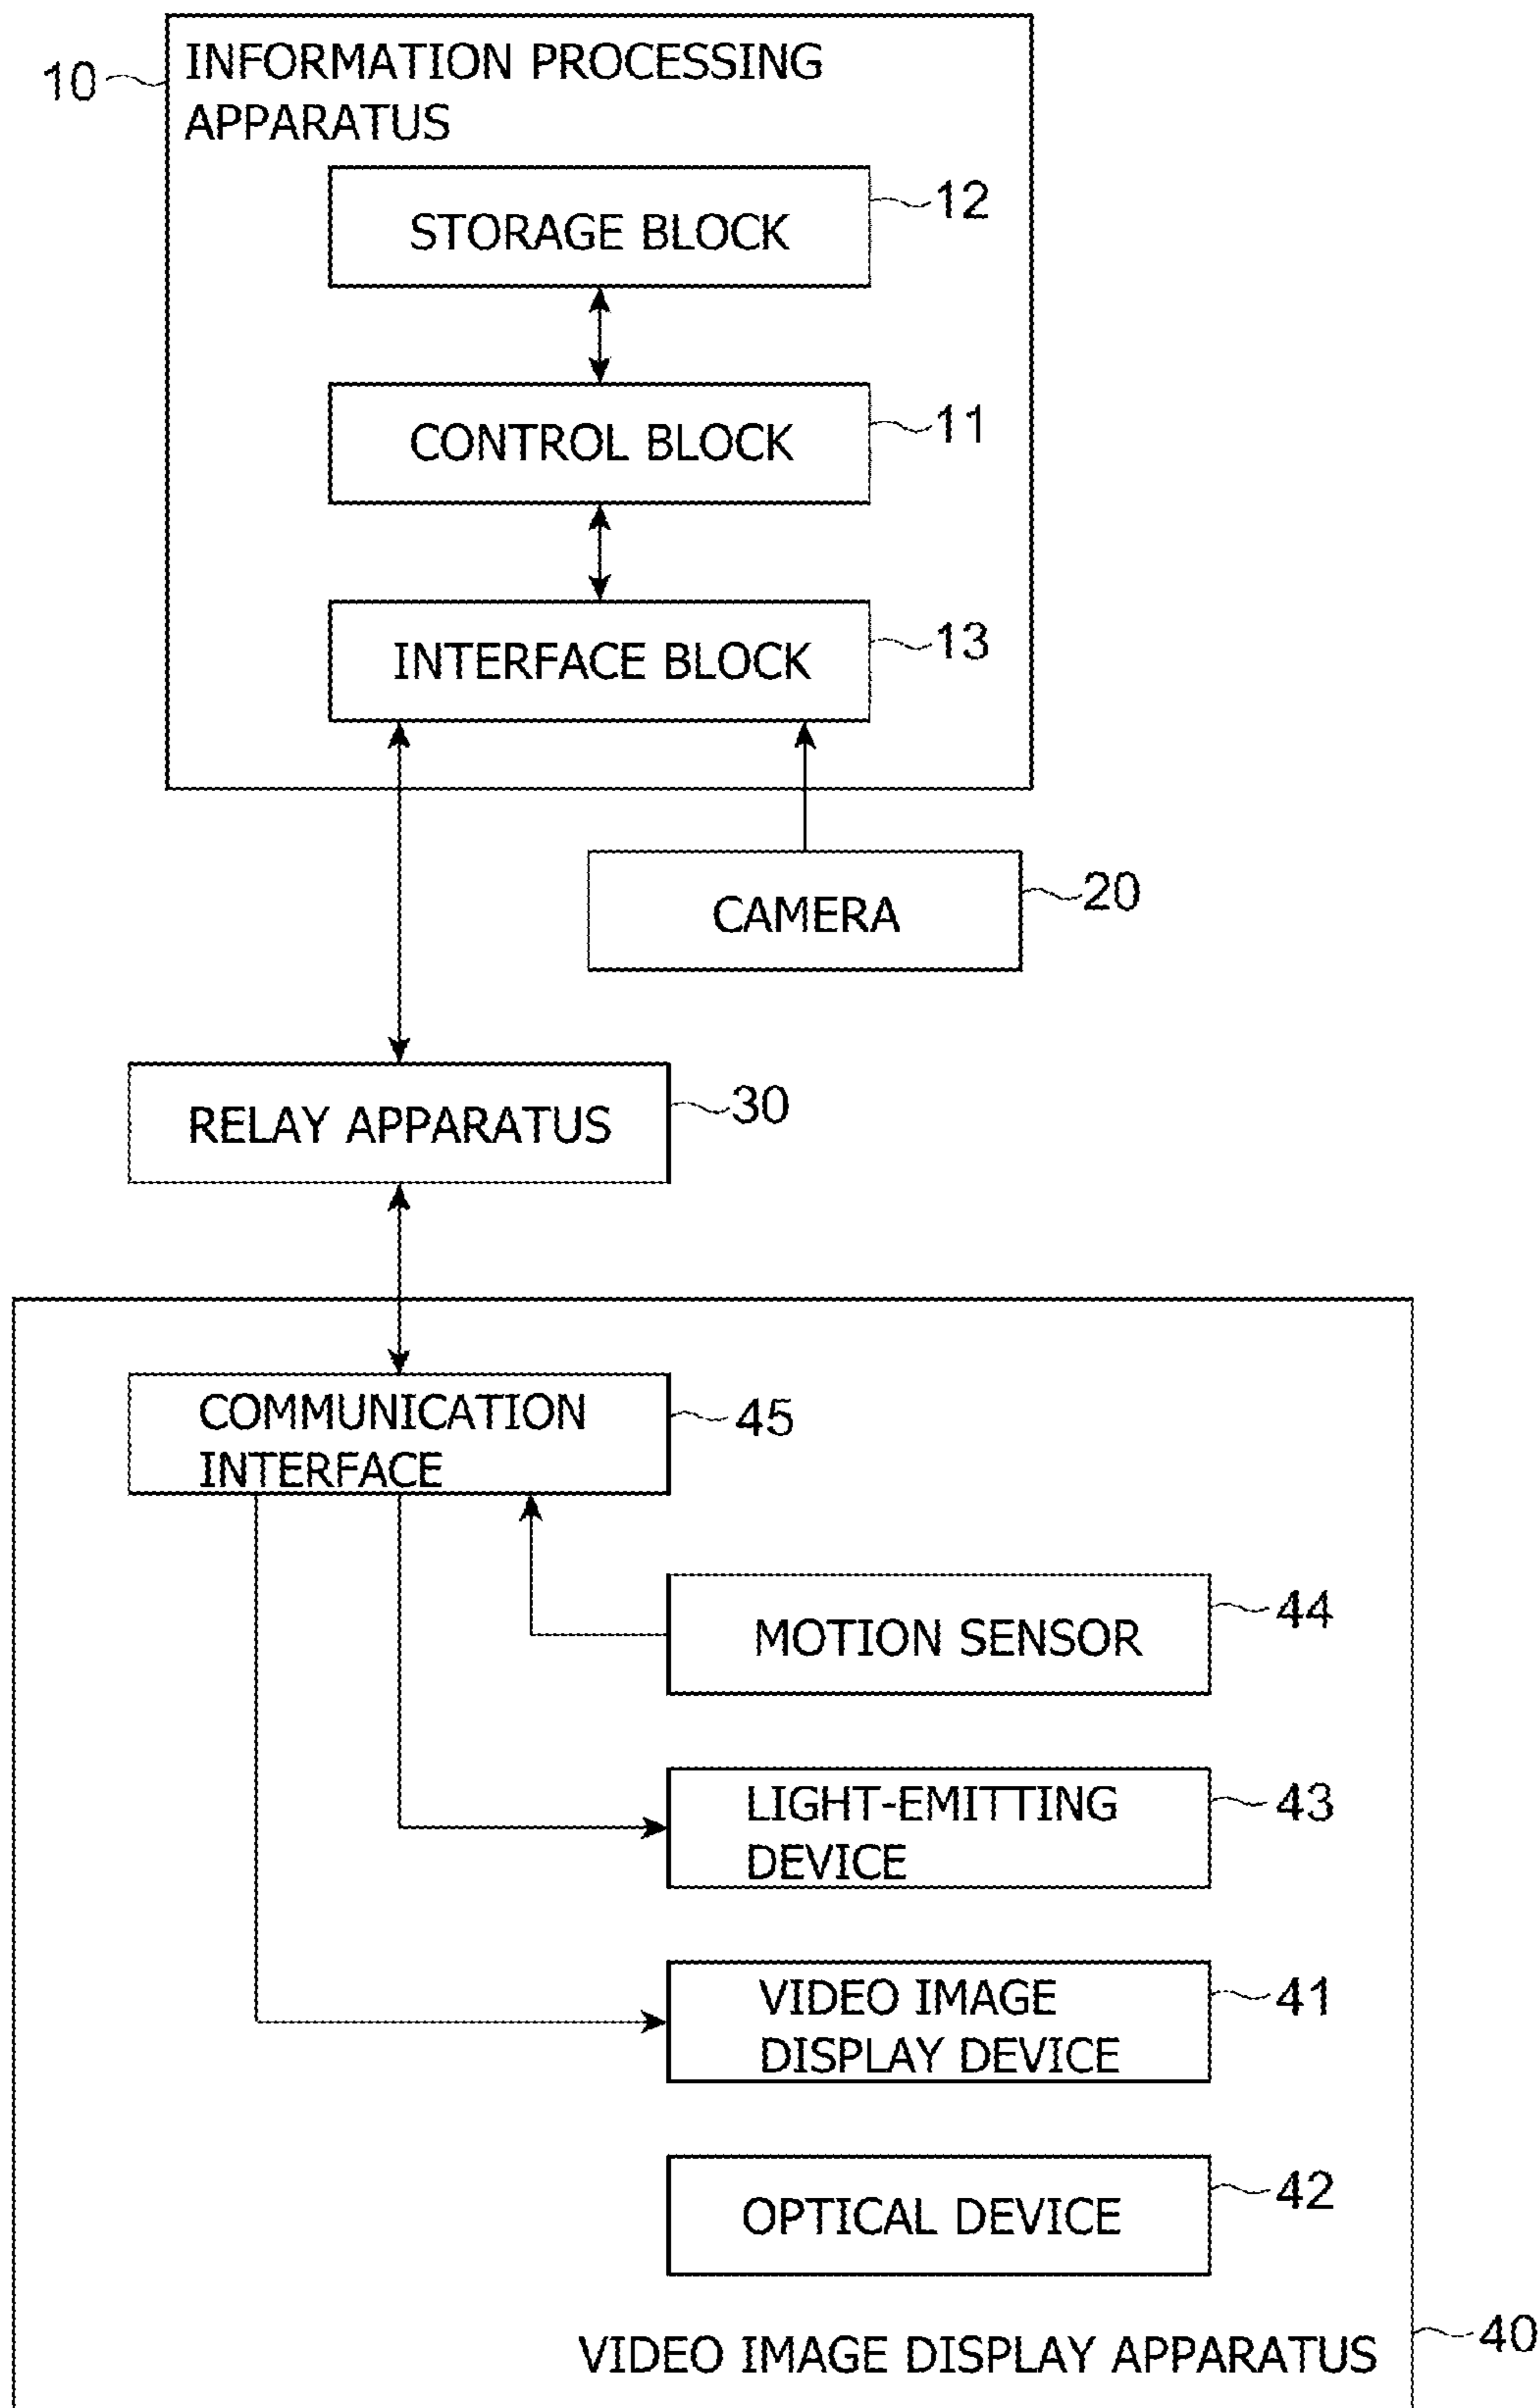 10
INFORMATION PROCESSING
APPARATUS
12
STORAGE BLOCK
11
CONTROL BLOCK
13
INTERFACE BLOCK
20
CAMERA
30
RELAY APPARATUS
COMMUNICATION
INTERFACE
45
44
MOTION SENSOR
LIGHT-EMITTING
DEVICE
43
VIDEO IMAGE
DISPLAY DEVICE
41
42
OPTICAL DEVICE
VIDEO IMAGE DISPLAY APPARATUS
40